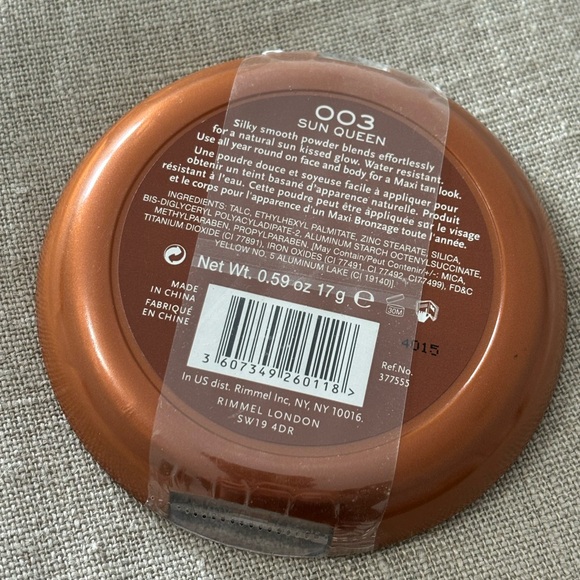 003
SUN QUEEN
Silky smooth powder blends effortlessly
for a natural sun kissed glow. Water resistant.
Use all year round on face and body for a Maxi tan look.
Une poudre douce et soyeuse facile à appliquer pour
obtenir un teint basané d'apparence naturelle. Produit
résistant à l'eau. Cette poudre peut être appliquée sur le visage
et le corps pour l'apparence d'un Maxi Bronzage toute l'année.
INGREDIENTS: TALC, ETHYLHEXYL PALMITATE, ZINC STEARATE, SILICA,
BIS-DIGLYCERYL POLYACYLADIPATE-2, ALUMINUM STARCH OCTENYLSUCCINATE,
METHYLPARABEN, PROPYLPARABEN, [May Contain/Peut Contenir/+/-: MICA,
TITANIUM DIOXIDE (CI 77891), IRON OXIDES (CI 77491, CI 77492, CI77499), FD&C
YELLOW NO. 5 ALUMINUM LAKE (CI 19140)].
Net Wt. 0.59 oz 17g e
30M
MADE
IN CHINA
FABRIQUÉ
EN CHINE
3 607349 260118 >
4015
Ref.No.
377555
In US dist. Rimmel Inc, NY, NY 10016.
RIMMEL LONDON
SW19 4DR